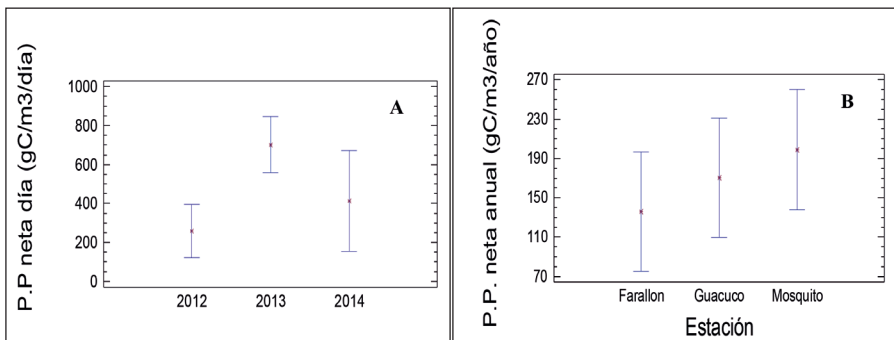 P.P neta día (gC/m3/día)
1000
800
600
400
200
0
A
2012 2013 2014
P.P. neta anual (gC/m3/año)
270
230
190
150
110
70
B
Farallon Guacuco Mosquito
Estación